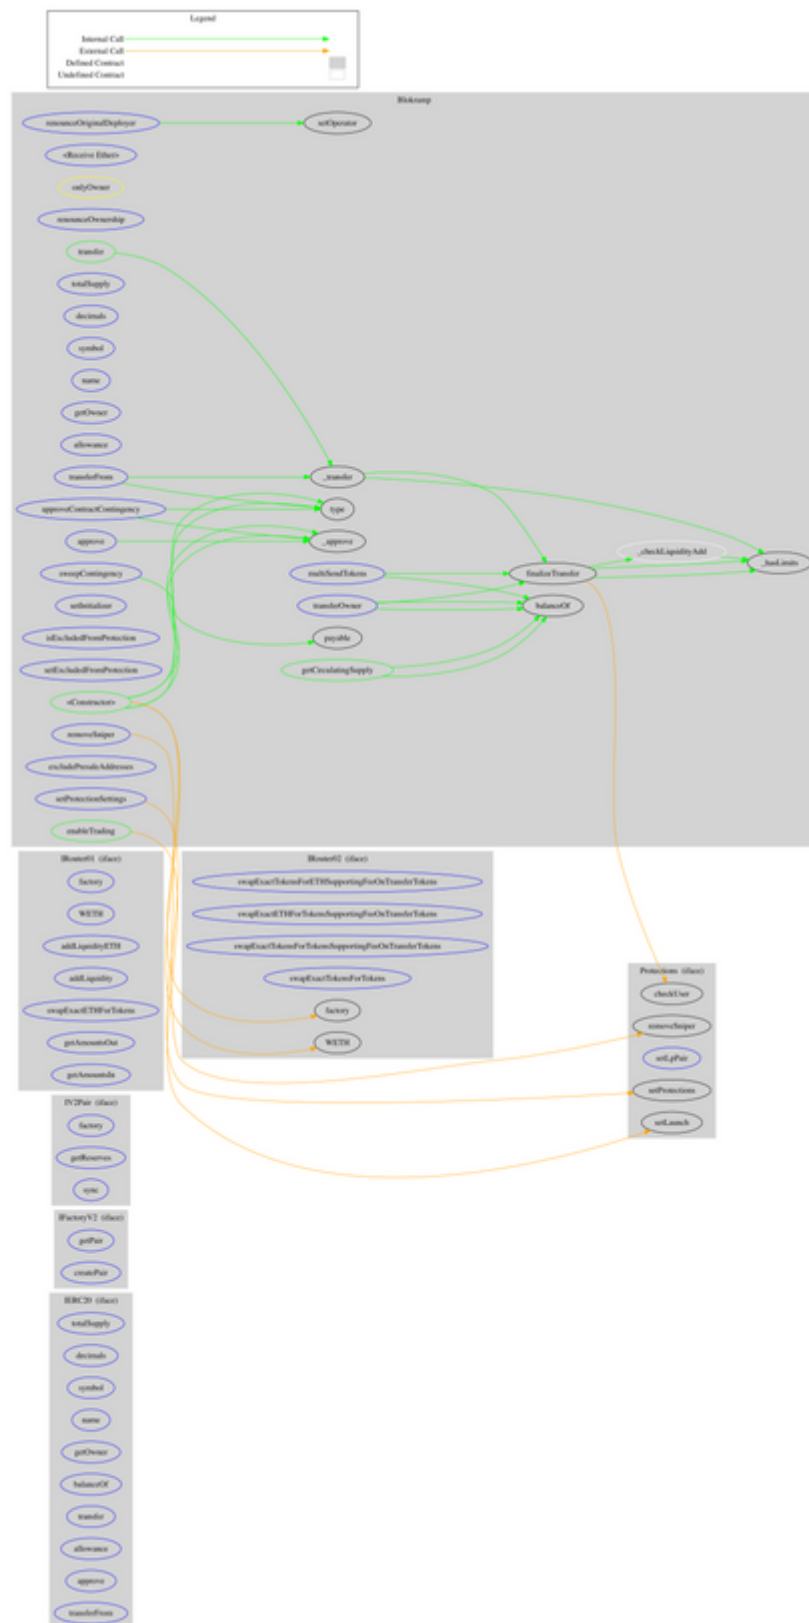 Legend
Internal Call
External Call
Defined Contract
Undefined Contract
Blokramp
renounceOriginalDeployer
setOperator
<Receive Ether>
onlyOwner
renounceOwnership
transfer
totalSupply
decimals
symbol
name
getOwner
allowance
transferFrom
_transfer
approveContractContingency
type
approve
_approve
_checkLiquidityAdd
_hasLimits
sweepContingency
multiSendTokens
finalizeTransfer
setInitializer
transferOwner
balanceOf
isExcludedFromProtection
payable
setExcludedFromProtection
getCirculatingSupply
<Constructor>
removeSniper
excludePresaleAddresses
setProtectionSettings
enableTrading
IRouter01 (iface)
factory
WETH
addLiquidityETH
addLiquidity
swapExactETHForTokens
getAmountsOut
getAmountsIn
IRouter02 (iface)
swapExactTokensForETHSupportingFeeOnTransferTokens
swapExactETHForTokensSupportingFeeOnTransferTokens
swapExactTokensForTokensSupportingFeeOnTransferTokens
swapExactTokensForTokens
factory
WETH
Protections (iface)
checkUser
removeSniper
setLpPair
setProtections
setLaunch
IV2Pair (iface)
factory
getReserves
sync
IFactoryV2 (iface)
getPair
createPair
IERC20 (iface)
totalSupply
decimals
symbol
name
getOwner
balanceOf
transfer
allowance
approve
transferFrom